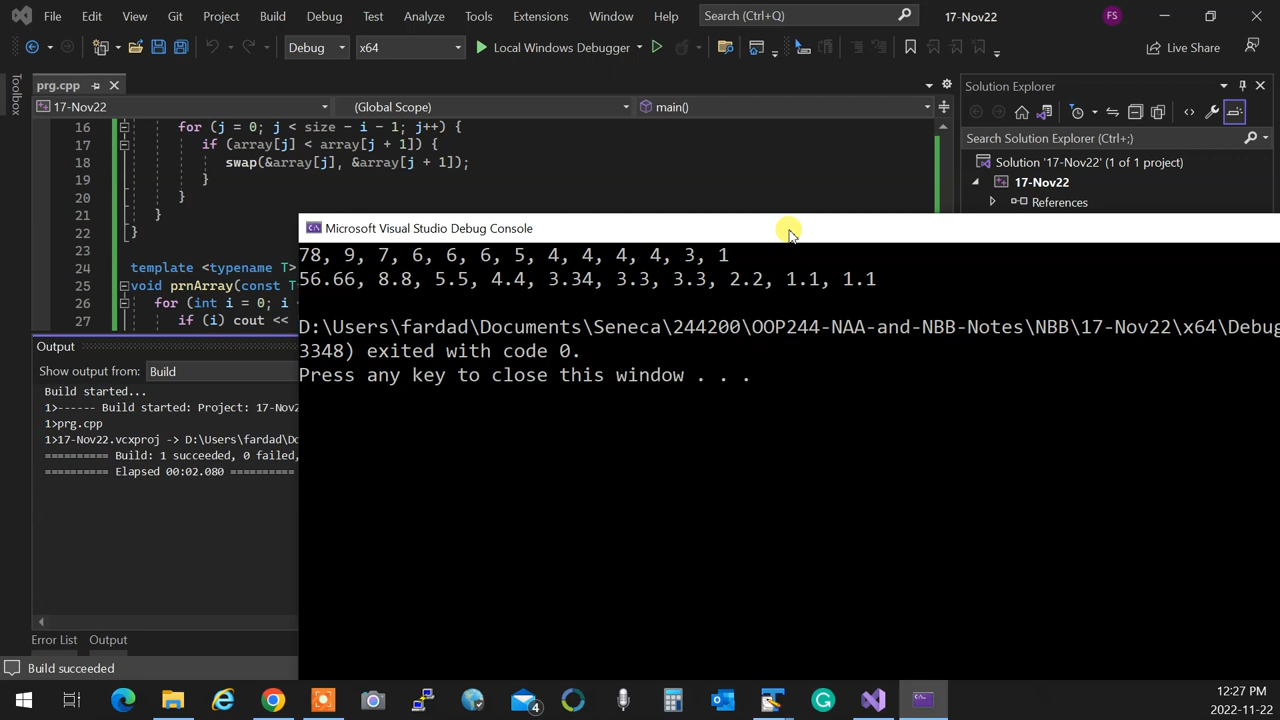 File Edit View Git Project Build Debug Test Analyze Tools Extensions Window Help Search (Ctrl+Q) 17-Nov22 FS
Debug x64 Local Windows Debugger Live Share
Toolbox
prg.cpp
17-Nov22 (Global Scope) main()
16 for (j = 0; j < size - i - 1; j++) {
17 if (array[j] < array[j + 1]) {
18 swap(&array[j], &array[j + 1]);
19 }
20 }
21 }
22 }
23
24 template <typename T>
25 void prnArray(const T
26 for (int i = 0; i <
27 if (i) cout <<
Solution Explorer
Search Solution Explorer (Ctrl+;)
Solution '17-Nov22' (1 of 1 project)
17-Nov22
References
Microsoft Visual Studio Debug Console
78, 9, 7, 6, 6, 6, 5, 4, 4, 4, 4, 3, 1
56.66, 8.8, 5.5, 4.4, 3.34, 3.3, 3.3, 2.2, 1.1, 1.1
D:\Users\fardad\Documents\Seneca\244200\OOP244-NAA-and-NBB-Notes\NBB\17-Nov22\x64\Debug
3348) exited with code 0.
Press any key to close this window . . .
Output
Show output from: Build
Build started...
1>------ Build started: Project: 17-Nov2
1>prg.cpp
1>17-Nov22.vcxproj -> D:\Users\fardad\Do
========== Build: 1 succeeded, 0 failed,
========== Elapsed 00:02.080 ==========
Error List Output
Build succeeded
4
12:27 PM
2022-11-22